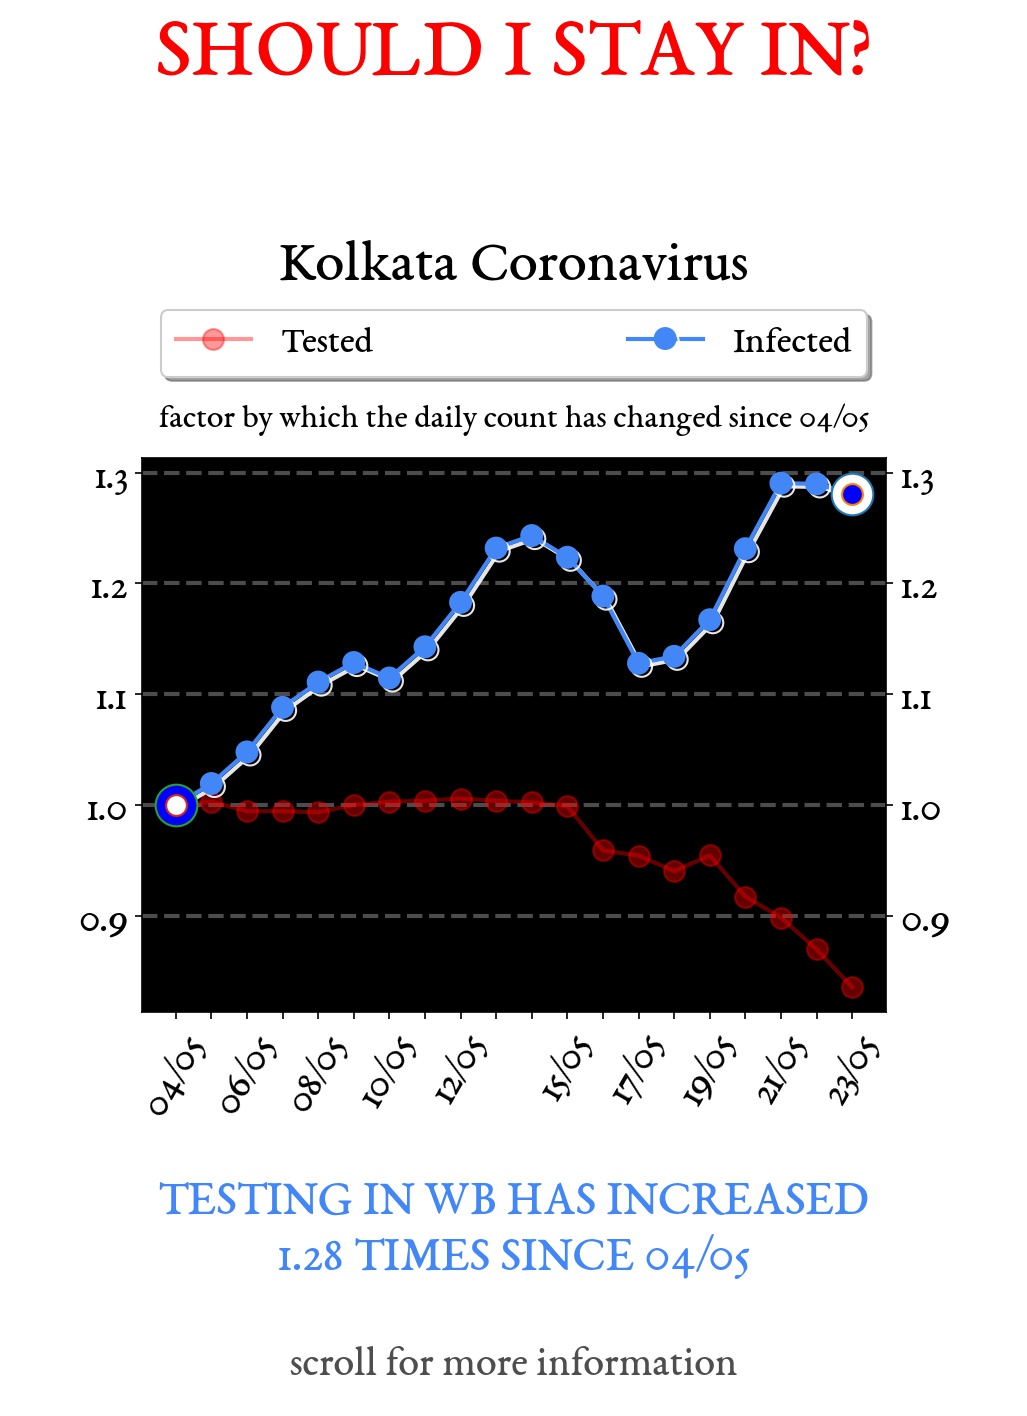 SHOULD I STAY IN?
Kolkata Coronavirus
Tested Infected
factor by which the daily count has changed since 04/05
1.3 1.3
1.2 1.2
1.1 1.1
1.0 1.0
0.9 0.9
04/05 06/05 08/05 10/05 12/05 15/05 17/05 19/05 21/05 23/05
TESTING IN WB HAS INCREASED
1.28 TIMES SINCE 04/05
scroll for more information